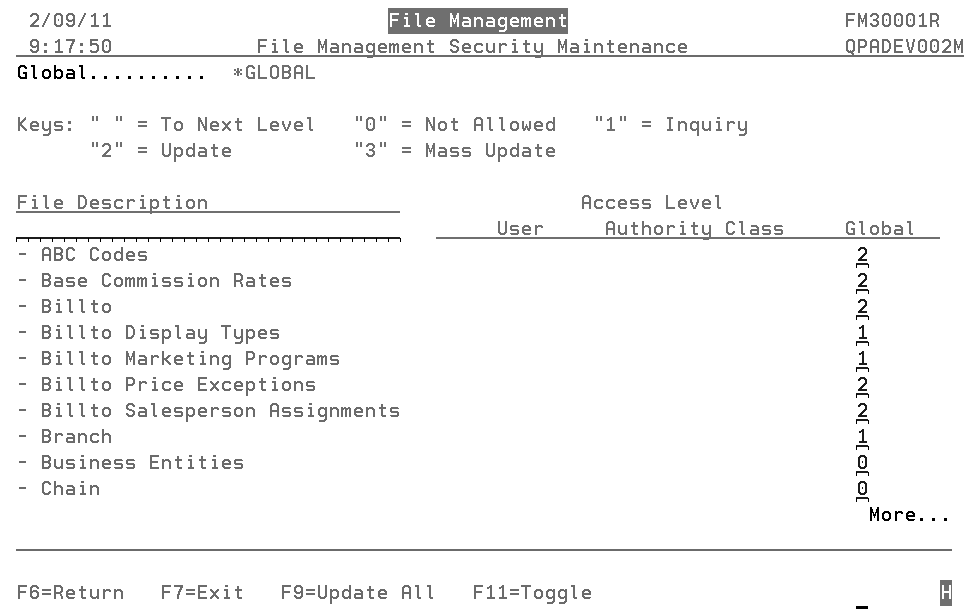 2/09/11 File Management FM30001R
9:17:50 File Management Security Maintenance QPADEV002M
Global.......... *GLOBAL
Keys: " " = To Next Level "0" = Not Allowed "1" = Inquiry
"2" = Update "3" = Mass Update
File Description Access Level
User Authority Class Global
- ABC Codes 2
- Base Commission Rates 2
- Billto 2
- Billto Display Types 1
- Billto Marketing Programs 1
- Billto Price Exceptions 2
- Billto Salesperson Assignments 2
- Branch 1
- Business Entities 0
- Chain 0
More...
F6=Return F7=Exit F9=Update All F11=Toggle H